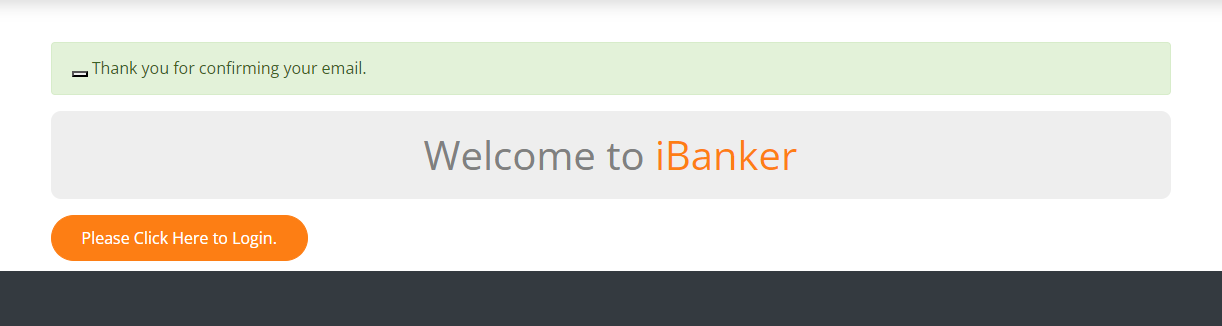 Thank you for confirming your email.
Welcome to iBanker
Please Click Here to Login.